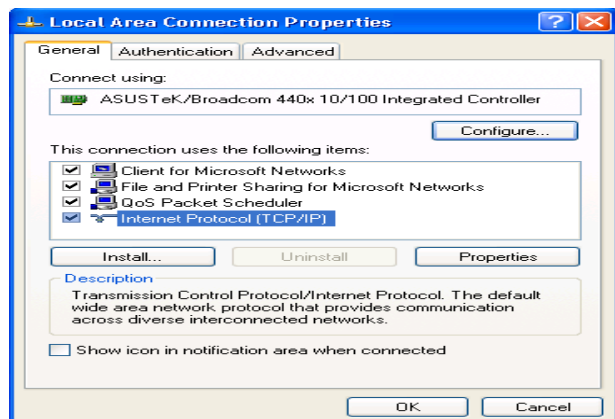 Local Area Connection Properties
General Authentication Advanced
Connect using:
ASUSTeK/Broadcom 440x 10/100 Integrated Controller
Configure...
This connection uses the following items:
Client for Microsoft Networks
File and Printer Sharing for Microsoft Networks
QoS Packet Scheduler
Internet Protocol (TCP/IP)
Install... Uninstall Properties
Description
Transmission Control Protocol/Internet Protocol. The default
wide area network protocol that provides communication
across diverse interconnected networks.
Show icon in notification area when connected
OK Cancel